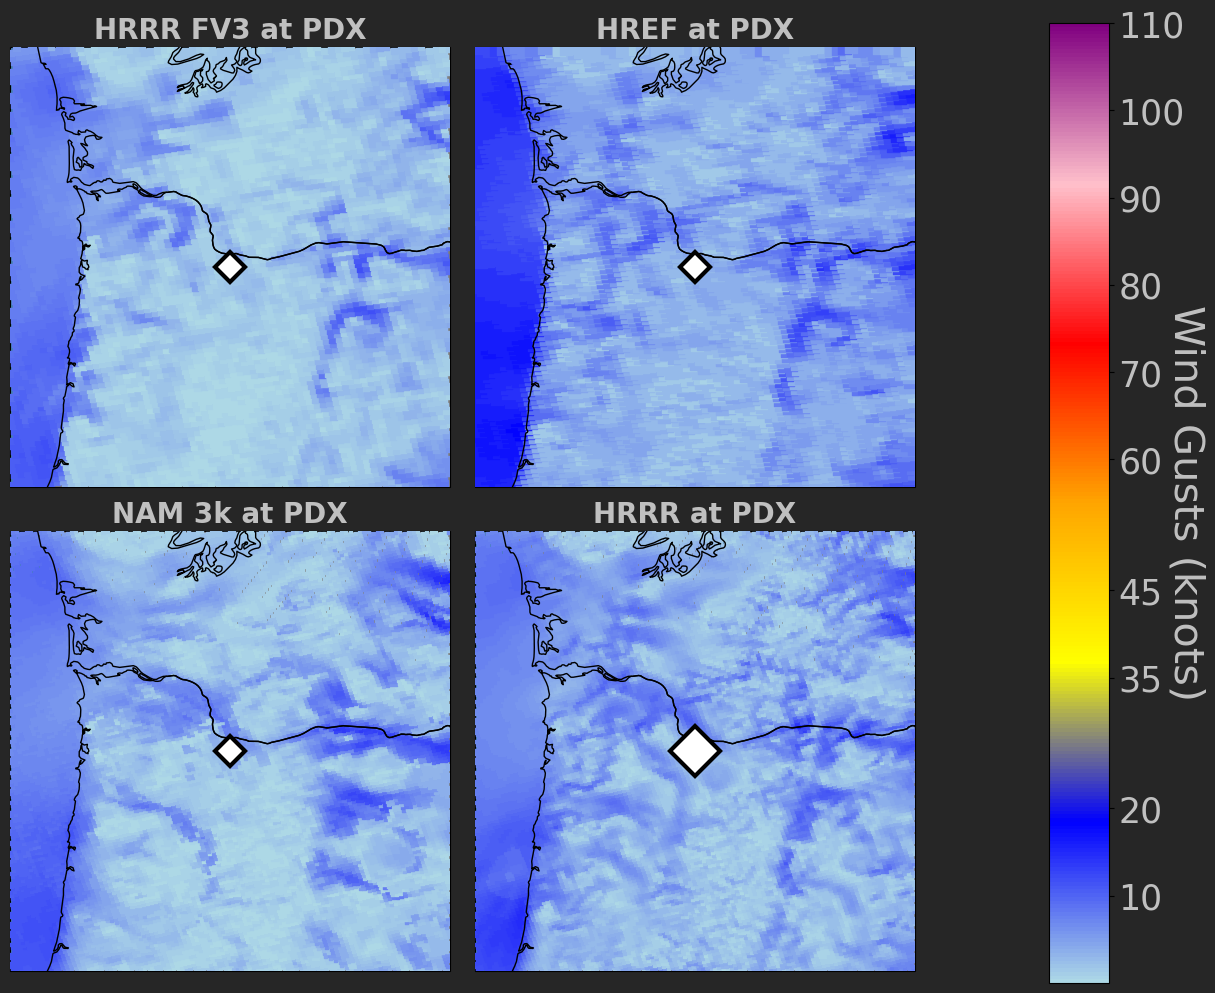 HRRR FV3 at PDX
HREF at PDX
NAM 3k at PDX
HRRR at PDX
110
100
90
80
70
60
45
35
20
10
Wind Gusts (knots)